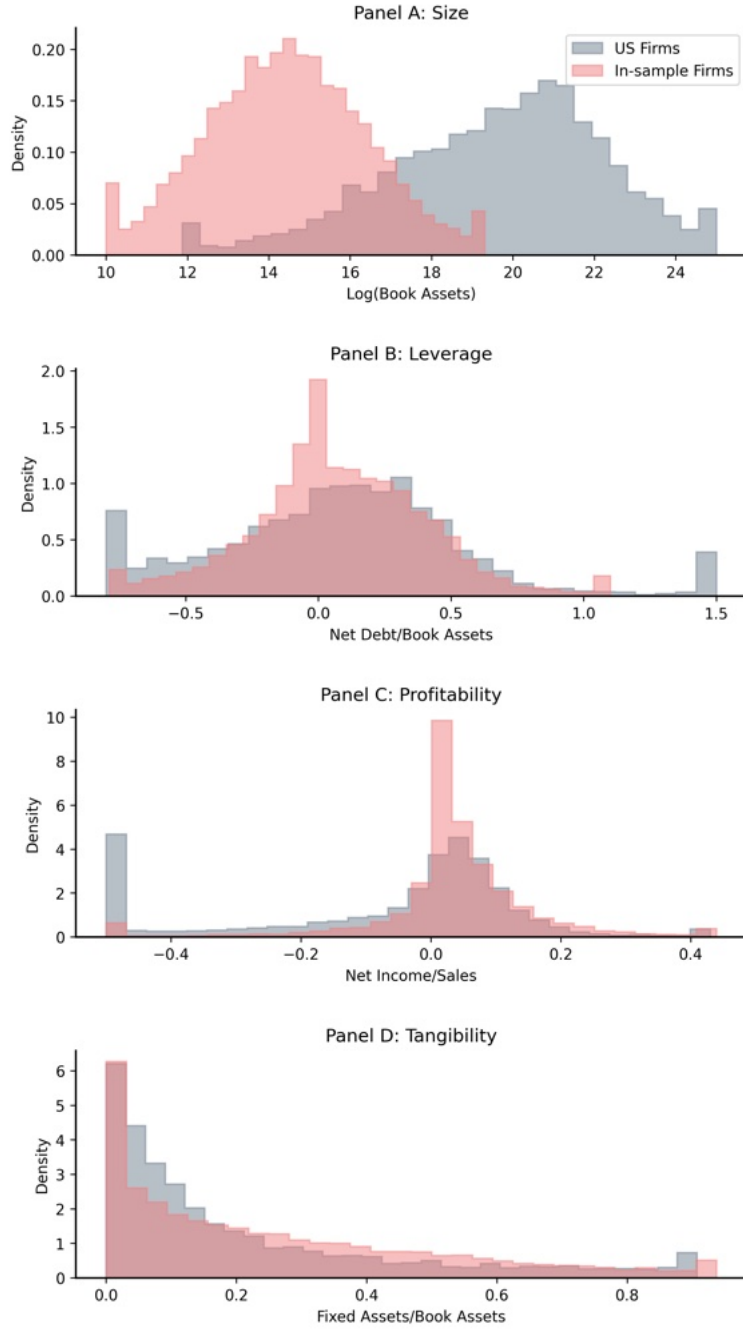 Panel A: Size
US Firms
In-sample Firms
0.20
0.15
0.10
0.05
0.00
Density
10 12 14 16 18 20 22 24
Log(Book Assets)
Panel B: Leverage
2.0
1.5
1.0
0.5
0.0
Density
−0.5 0.0 0.5 1.0 1.5
Net Debt/Book Assets
Panel C: Profitability
10
8
6
4
2
0
Density
−0.4 −0.2 0.0 0.2 0.4
Net Income/Sales
Panel D: Tangibility
6
5
4
3
2
1
0
Density
0.0 0.2 0.4 0.6 0.8
Fixed Assets/Book Assets